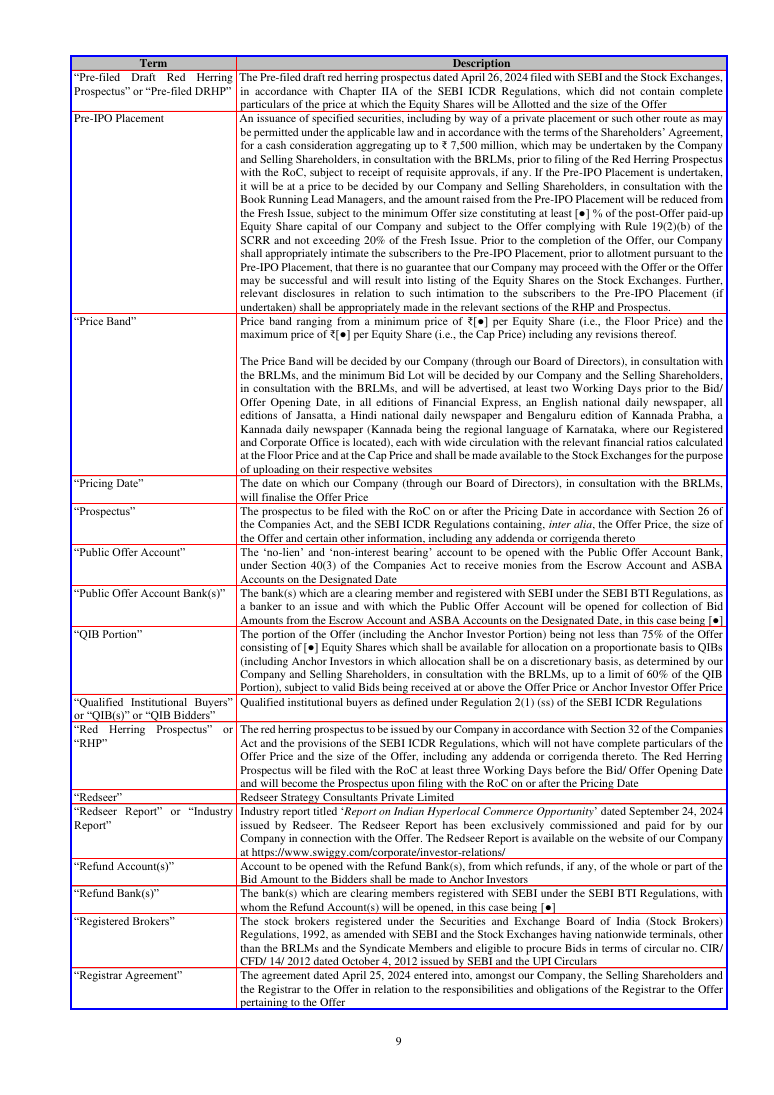 Term Description
“Pre-filed Draft Red Herring Prospectus” or “Pre-filed DRHP”
The Pre-filed draft red herring prospectus dated April 26, 2024 filed with SEBI and the Stock Exchanges,
in accordance with Chapter IIA of the SEBI ICDR Regulations, which did not contain complete
particulars of the price at which the Equity Shares will be Allotted and the size of the Offer
Pre-IPO Placement
An issuance of specified securities, including by way of a private placement or such other route as may
be permitted under the applicable law and in accordance with the terms of the Shareholders’ Agreement,
for a cash consideration aggregating up to ₹ 7,500 million, which may be undertaken by the Company
and Selling Shareholders, in consultation with the BRLMs, prior to filing of the Red Herring Prospectus
with the RoC, subject to receipt of requisite approvals, if any. If the Pre-IPO Placement is undertaken,
it will be at a price to be decided by our Company and Selling Shareholders, in consultation with the
Book Running Lead Managers, and the amount raised from the Pre-IPO Placement will be reduced from
the Fresh Issue, subject to the minimum Offer size constituting at least [●] % of the post-Offer paid-up
Equity Share capital of our Company and subject to the Offer complying with Rule 19(2)(b) of the
SCRR and not exceeding 20% of the Fresh Issue. Prior to the completion of the Offer, our Company
shall appropriately intimate the subscribers to the Pre-IPO Placement, prior to allotment pursuant to the
Pre-IPO Placement, that there is no guarantee that our Company may proceed with the Offer or the Offer
may be successful and will result into listing of the Equity Shares on the Stock Exchanges. Further,
relevant disclosures in relation to such intimation to the subscribers to the Pre-IPO Placement (if
undertaken) shall be appropriately made in the relevant sections of the RHP and Prospectus.
“Price Band”
Price band ranging from a minimum price of ₹[●] per Equity Share (i.e., the Floor Price) and the
maximum price of ₹[●] per Equity Share (i.e., the Cap Price) including any revisions thereof.
The Price Band will be decided by our Company (through our Board of Directors), in consultation with
the BRLMs, and the minimum Bid Lot will be decided by our Company and the Selling Shareholders,
in consultation with the BRLMs, and will be advertised, at least two Working Days prior to the Bid/
Offer Opening Date, in all editions of Financial Express, an English national daily newspaper, all
editions of Jansatta, a Hindi national daily newspaper and Bengaluru edition of Kannada Prabha, a
Kannada daily newspaper (Kannada being the regional language of Karnataka, where our Registered
and Corporate Office is located), each with wide circulation with the relevant financial ratios calculated
at the Floor Price and at the Cap Price and shall be made available to the Stock Exchanges for the purpose
of uploading on their respective websites
“Pricing Date”
The date on which our Company (through our Board of Directors), in consultation with the BRLMs,
will finalise the Offer Price
“Prospectus”
The prospectus to be filed with the RoC on or after the Pricing Date in accordance with Section 26 of
the Companies Act, and the SEBI ICDR Regulations containing, inter alia, the Offer Price, the size of
the Offer and certain other information, including any addenda or corrigenda thereto
“Public Offer Account”
The ‘no-lien’ and ‘non-interest bearing’ account to be opened with the Public Offer Account Bank,
under Section 40(3) of the Companies Act to receive monies from the Escrow Account and ASBA
Accounts on the Designated Date
“Public Offer Account Bank(s)”
The bank(s) which are a clearing member and registered with SEBI under the SEBI BTI Regulations, as
a banker to an issue and with which the Public Offer Account will be opened for collection of Bid
Amounts from the Escrow Account and ASBA Accounts on the Designated Date, in this case being [●]
“QIB Portion”
The portion of the Offer (including the Anchor Investor Portion) being not less than 75% of the Offer
consisting of [●] Equity Shares which shall be available for allocation on a proportionate basis to QIBs
(including Anchor Investors in which allocation shall be on a discretionary basis, as determined by our
Company and Selling Shareholders, in consultation with the BRLMs, up to a limit of 60% of the QIB
Portion), subject to valid Bids being received at or above the Offer Price or Anchor Investor Offer Price
“Qualified Institutional Buyers”
or “QIB(s)” or “QIB Bidders”
Qualified institutional buyers as defined under Regulation 2(1) (ss) of the SEBI ICDR Regulations
“Red Herring Prospectus” or
“RHP”
The red herring prospectus to be issued by our Company in accordance with Section 32 of the Companies
Act and the provisions of the SEBI ICDR Regulations, which will not have complete particulars of the
Offer Price and the size of the Offer, including any addenda or corrigenda thereto. The Red Herring
Prospectus will be filed with the RoC at least three Working Days before the Bid/ Offer Opening Date
and will become the Prospectus upon filing with the RoC on or after the Pricing Date
“Redseer”
Redseer Strategy Consultants Private Limited
“Redseer Report” or “Industry
Report”
Industry report titled ‘Report on Indian Hyperlocal Commerce Opportunity’ dated September 24, 2024
issued by Redseer. The Redseer Report has been exclusively commissioned and paid for by our
Company in connection with the Offer. The Redseer Report is available on the website of our Company
at https://www.swiggy.com/corporate/investor-relations/
“Refund Account(s)”
Account to be opened with the Refund Bank(s), from which refunds, if any, of the whole or part of the
Bid Amount to the Bidders shall be made to Anchor Investors
“Refund Bank(s)”
The bank(s) which are clearing members registered with SEBI under the SEBI BTI Regulations, with
whom the Refund Account(s) will be opened, in this case being [●]
“Registered Brokers”
The stock brokers registered under the Securities and Exchange Board of India (Stock Brokers)
Regulations, 1992, as amended with SEBI and the Stock Exchanges having nationwide terminals, other
than the BRLMs and the Syndicate Members and eligible to procure Bids in terms of circular no. CIR/
CFD/ 14/ 2012 dated October 4, 2012 issued by SEBI and the UPI Circulars
“Registrar Agreement”
The agreement dated April 25, 2024 entered into, amongst our Company, the Selling Shareholders and
the Registrar to the Offer in relation to the responsibilities and obligations of the Registrar to the Offer
pertaining to the Offer
9